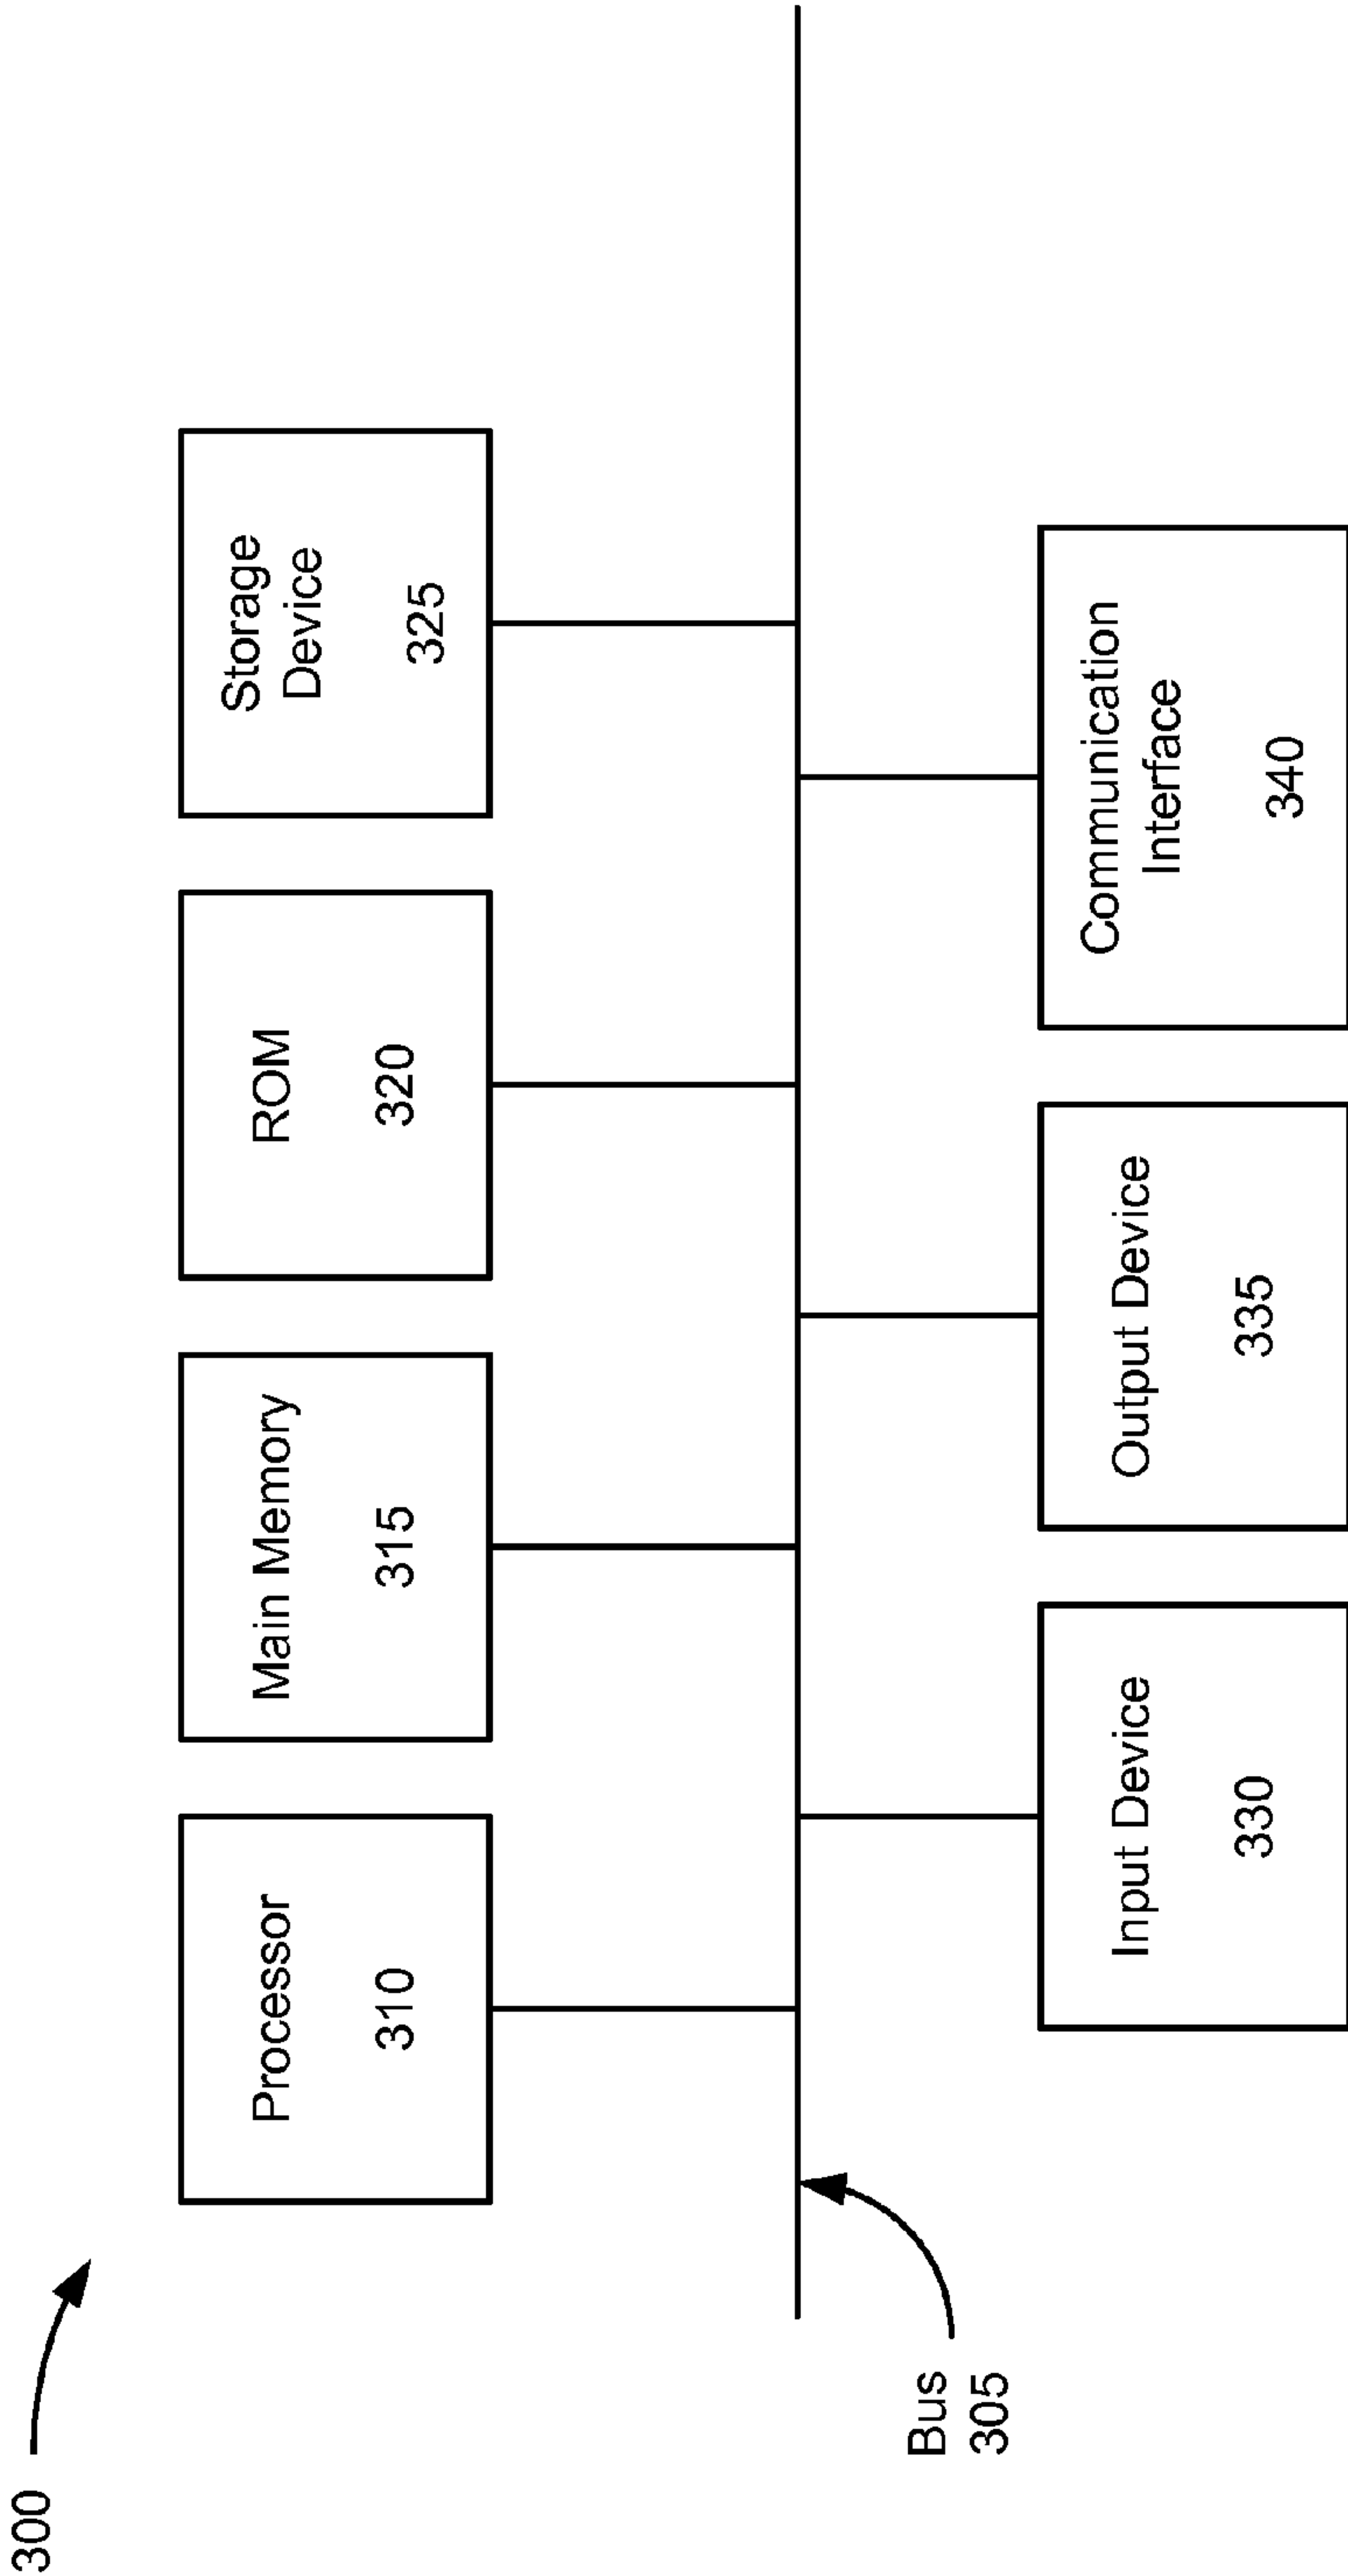 300
Processor
310
Main Memory
315
ROM
320
Storage
Device
325
Bus
305
Input Device
330
Output Device
335
Communication
Interface
340